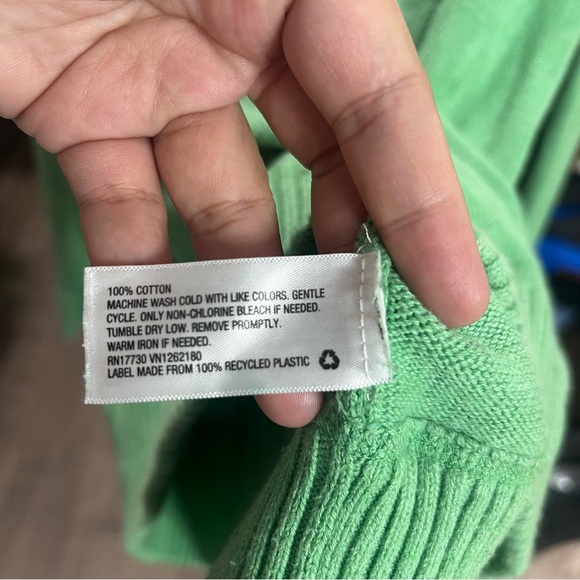 100% COTTON
MACHINE WASH COLD WITH LIKE COLORS. GENTLE
CYCLE. ONLY NON-CHLORINE BLEACH IF NEEDED.
TUMBLE DRY LOW. REMOVE PROMPTLY.
WARM IRON IF NEEDED.
RN17730 VN1262180
LABEL MADE FROM 100% RECYCLED PLASTIC